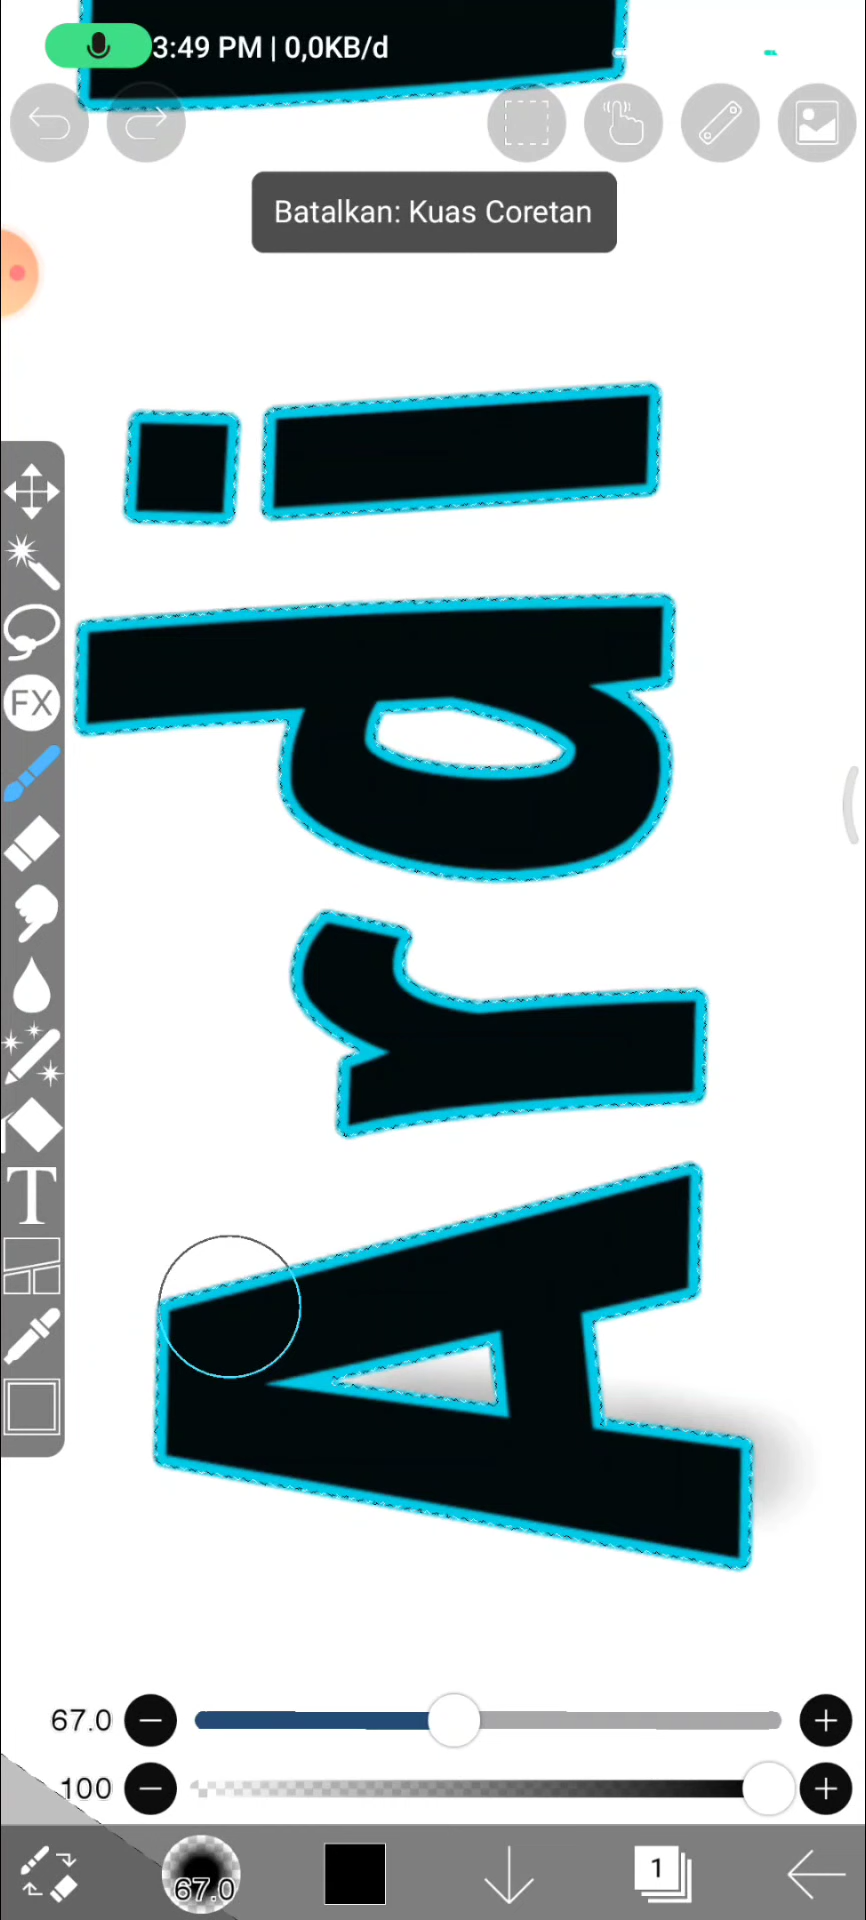 3:49 PM | 0,0KB/d
Batalkan: Kuas Coretan
Ardi
FX
T
67.0
100
67.0
1